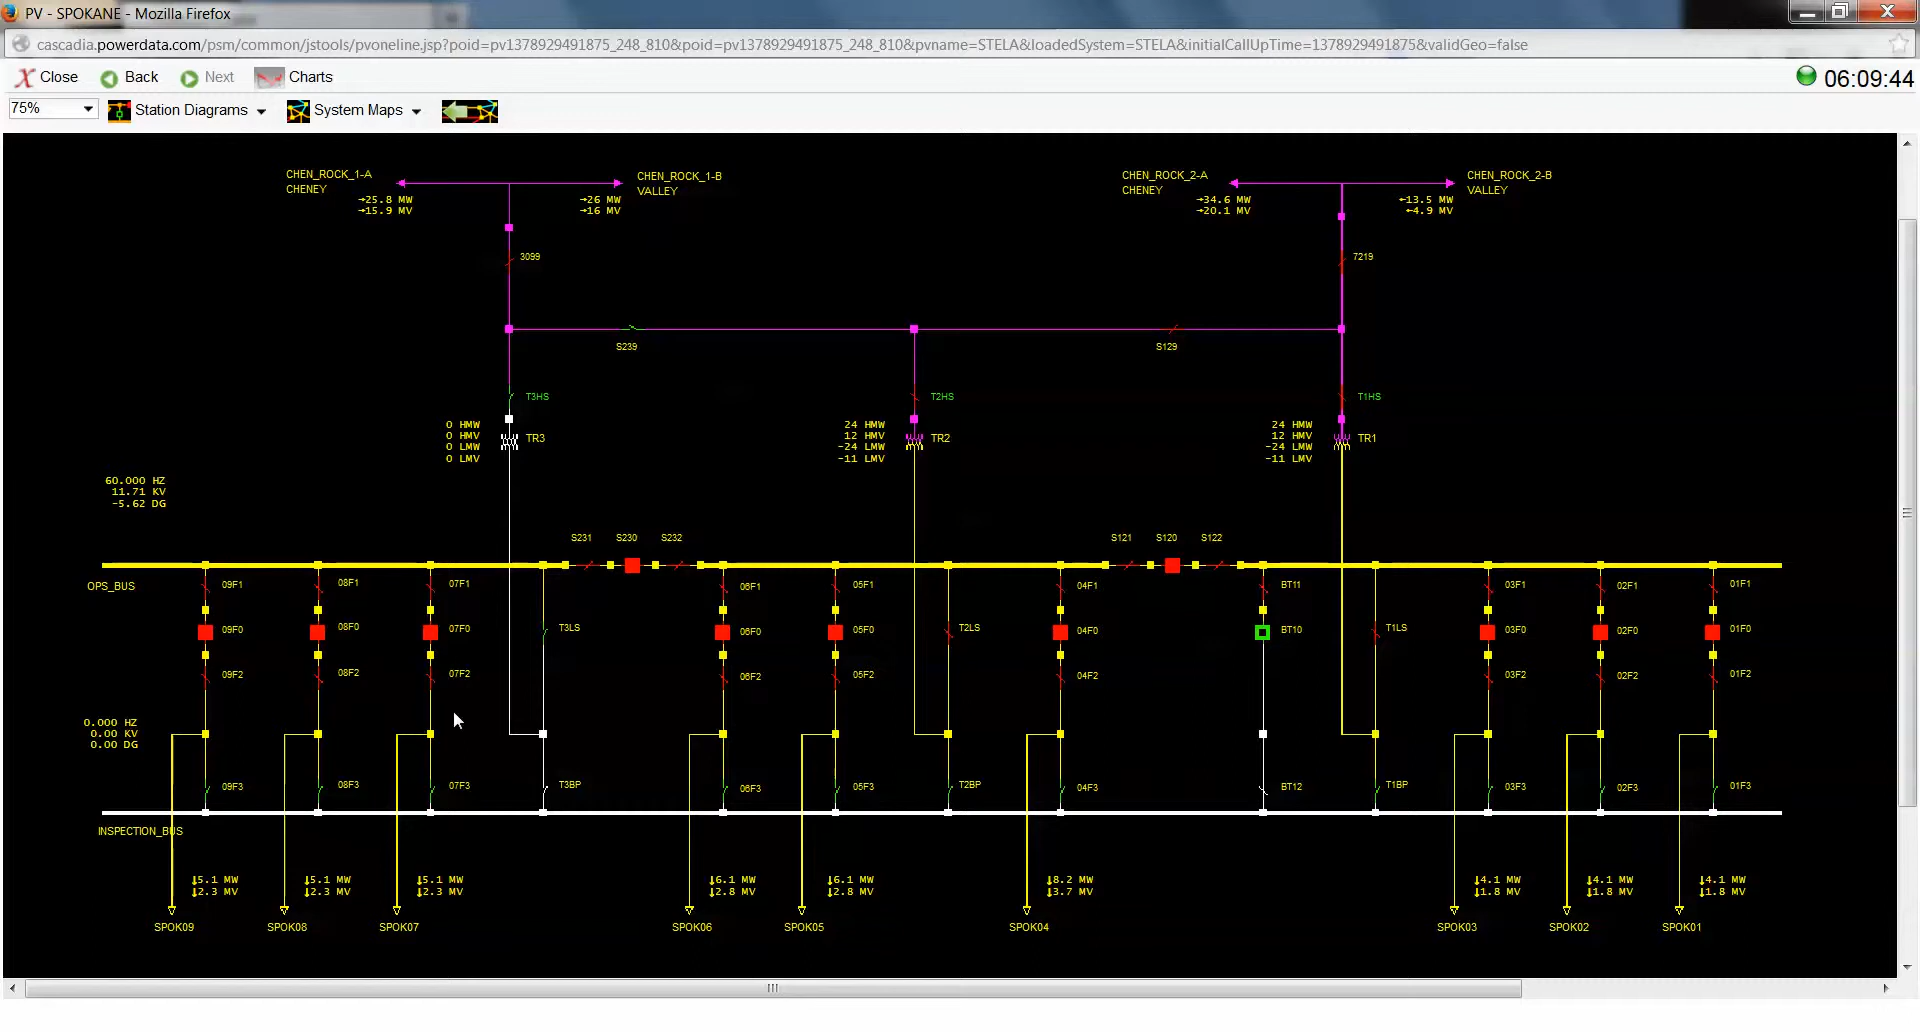 PV - SPOKANE - Mozilla Firefox
cascadia.powerdata.com/psm/common/jstools/pvoneline.jsp?poid=pv1378929491875_248_810&poid=pv1378929491875_248_810&pvname=STELA&loadedSystem=STELA&initialCallUpTime=1378929491875&validGeo=false
Close Back Next Charts 06:09:44
75% Station Diagrams System Maps
CHEN_ROCK_1-A
CHENEY
→25.8 MW
→15.9 MV
CHEN_ROCK_1-B
VALLEY
→26 MW
→16 MV
CHEN_ROCK_2-A
CHENEY
→34.6 MW
→20.1 MV
CHEN_ROCK_2-B
VALLEY
←13.5 MW
←4.9 MV
3099 7219
S239 S129
T3HS T2HS T1HS
0 HMW
0 HMV
0 LMW
0 LMV
TR3
24 HMW
12 HMV
-24 LMW
-11 LMV
TR2
24 HMW
12 HMV
-24 LMW
-11 LMV
TR1
60.000 HZ
11.71 KV
-5.62 DG
S231 S230 S232 S121 S120 S122
OPS_BUS
09F1 08F1 07F1 06F1 05F1 04F1 BT11 03F1 02F1 01F1
09F0 08F0 07F0 T3LS 06F0 05F0 T2LS 04F0 BT10 T1LS 03F0 02F0 01F0
09F2 08F2 07F2 06F2 05F2 04F2 03F2 02F2 01F2
0.000 HZ
0.00 KV
0.00 DG
09F3 08F3 07F3 T3BP 06F3 05F3 T2BP 04F3 BT12 T1BP 03F3 02F3 01F3
INSPECTION_BUS
↓5.1 MW ↓5.1 MW ↓5.1 MW ↓6.1 MW ↓6.1 MW ↓8.2 MW ↓4.1 MW ↓4.1 MW ↓4.1 MW
↓2.3 MV ↓2.3 MV ↓2.3 MV ↓2.8 MV ↓2.8 MV ↓3.7 MV ↓1.8 MV ↓1.8 MV ↓1.8 MV
SPOK09 SPOK08 SPOK07 SPOK06 SPOK05 SPOK04 SPOK03 SPOK02 SPOK01